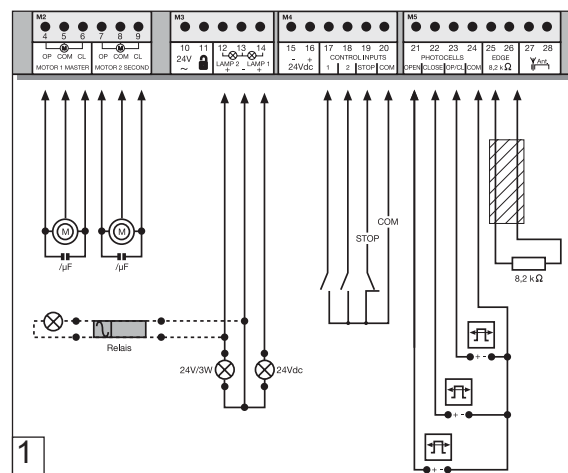 M2 M3 M4 M5
4 5 6 7 8 9 10 11 12 13 14 15 16 17 18 19 20 21 22 23 24 25 26 27 28
OP COM CL OP COM CL
M M
MOTOR 1 MASTER MOTOR 2 SECOND
24V
~
LAMP 2 LAMP 1
+ - +
- +
24Vdc
CONTROL INPUTS
1 2 STOP COM
PHOTOCELLS
OPEN CLOSE OP/CL COM
EDGE
8,2 k Ω
Ant.
COM
STOP
M M
/µF /µF
8,2 k Ω
Relais
24V/3W 24Vdc
+ -
+ -
+ -
1